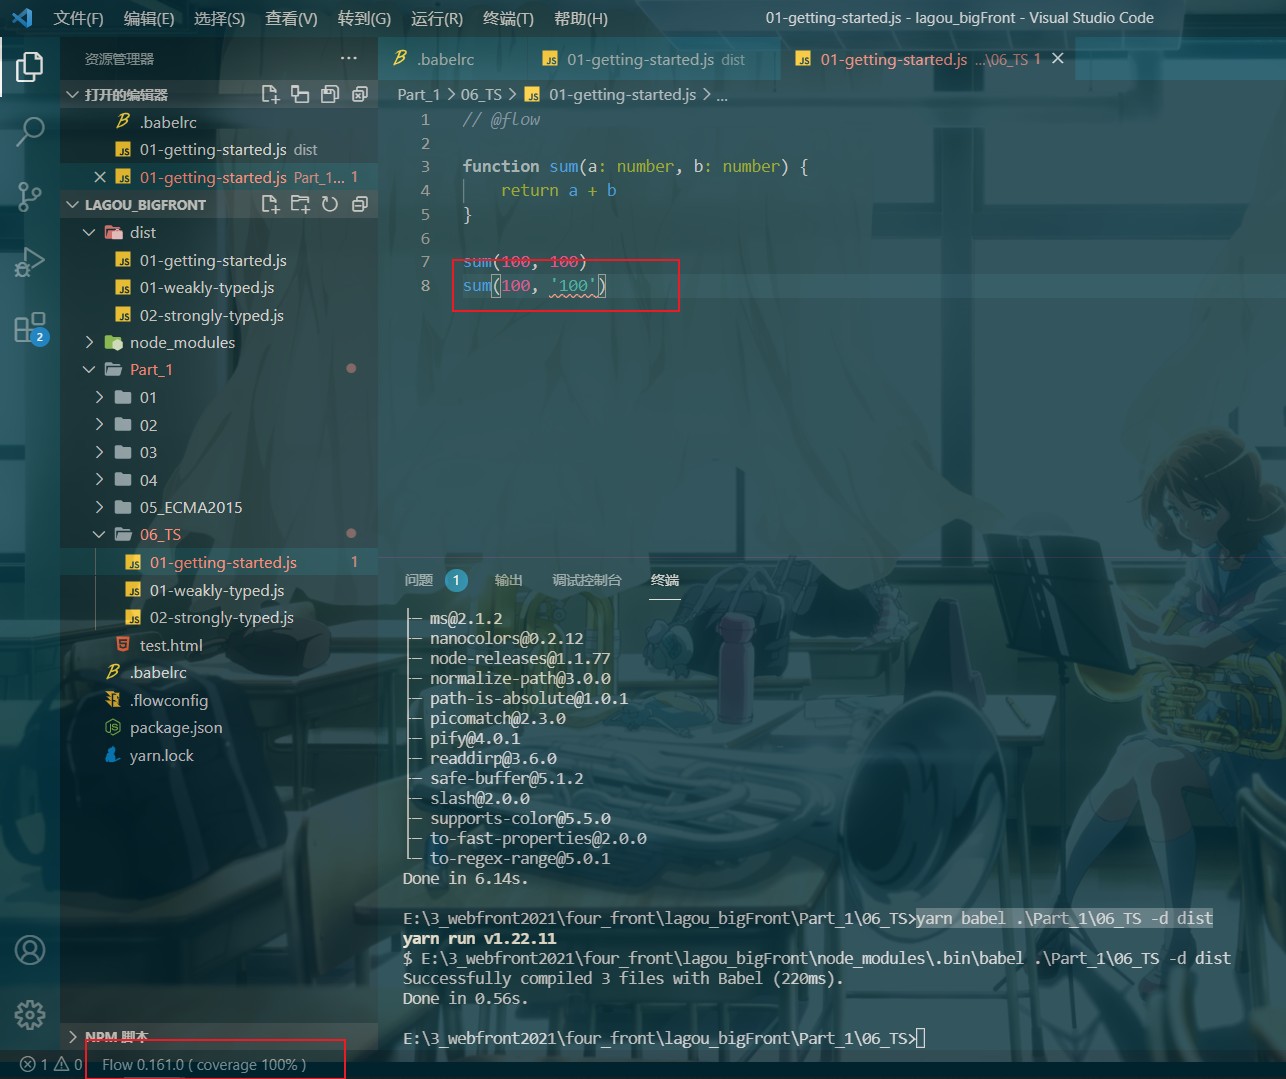 文件(F) 编辑(E) 选择(S) 查看(V) 转到(G) 运行(R) 终端(T) 帮助(H) 01-getting-started.js - lagou_bigFront - Visual Studio Code
资源管理器
打开的编辑器
.babelrc
01-getting-started.js dist
01-getting-started.js Part_1... 1
LAGOU_BIGFRONT
dist
01-getting-started.js
01-weakly-typed.js
02-strongly-typed.js
node_modules
Part_1
01
02
03
04
05_ECMA2015
06_TS
01-getting-started.js 1
01-weakly-typed.js
02-strongly-typed.js
test.html
.babelrc
.flowconfig
package.json
yarn.lock
NPM 脚本
2
.babelrc 01-getting-started.js dist 01-getting-started.js ...\06_TS 1
Part_1 > 06_TS > 01-getting-started.js > ...
1 // @flow
2
3 function sum(a: number, b: number) {
4 return a + b
5 }
6
7 sum(100, 100)
8 sum(100, '100')
问题 1 输出 调试控制台 终端
├─ ms@2.1.2
├─ nanocolors@0.2.12
├─ node-releases@1.1.77
├─ normalize-path@3.0.0
├─ path-is-absolute@1.0.1
├─ picomatch@2.3.0
├─ pify@4.0.1
├─ readdirp@3.6.0
├─ safe-buffer@5.1.2
├─ slash@2.0.0
├─ supports-color@5.5.0
├─ to-fast-properties@2.0.0
└─ to-regex-range@5.0.1
Done in 6.14s.
E:\3_webfront2021\four_front\lagou_bigFront\Part_1\06_TS>yarn babel .\Part_1\06_TS -d dist
yarn run v1.22.11
$ E:\3_webfront2021\four_front\lagou_bigFront\node_modules\.bin\babel .\Part_1\06_TS -d dist
Successfully compiled 3 files with Babel (220ms).
Done in 0.56s.
E:\3_webfront2021\four_front\lagou_bigFront\Part_1\06_TS>
1 0 Flow 0.161.0 ( coverage 100% )